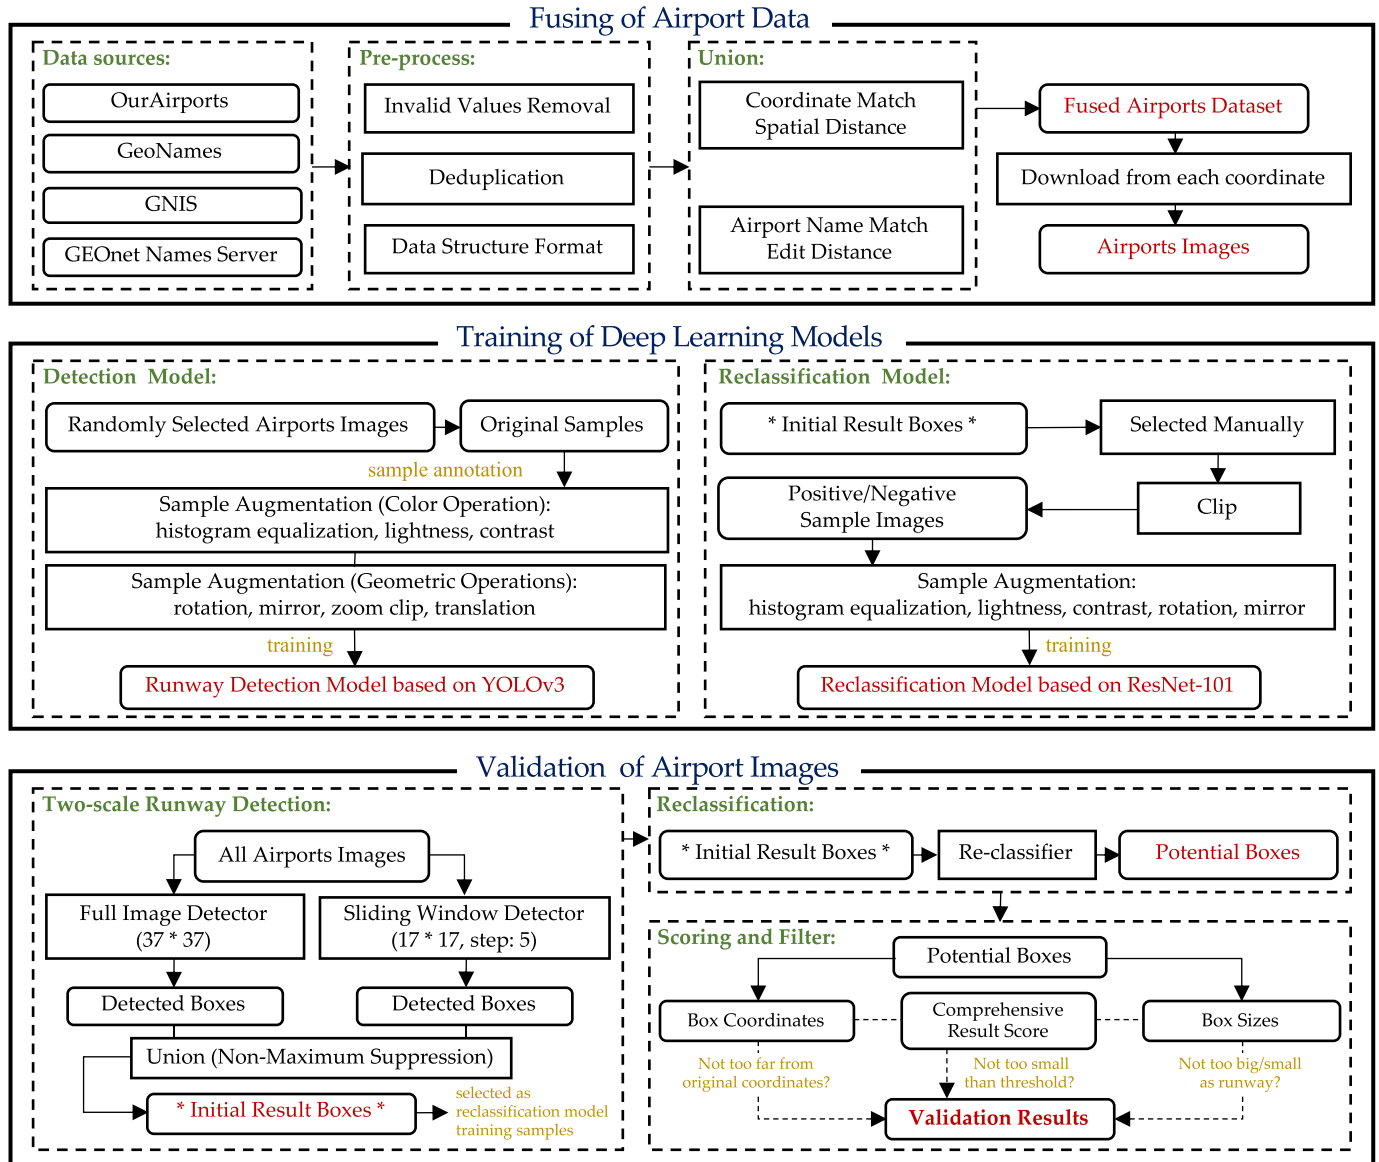 Fusing of Airport Data
Data sources:
OurAirports
GeoNames
GNIS
GEOnet Names Server
Pre-process:
Invalid Values Removal
Deduplication
Data Structure Format
Union:
Coordinate Match
Spatial Distance
Airport Name Match
Edit Distance
Fused Airports Dataset
Download from each coordinate
Airports Images
Training of Deep Learning Models
Detection Model:
Randomly Selected Airports Images
Original Samples
sample annotation
Sample Augmentation (Color Operation):
histogram equalization, lightness, contrast
Sample Augmentation (Geometric Operations):
rotation, mirror, zoom clip, translation
training
Runway Detection Model based on YOLOv3
Reclassification Model:
* Initial Result Boxes *
Selected Manually
Clip
Positive/Negative
Sample Images
Sample Augmentation:
histogram equalization, lightness, contrast, rotation, mirror
training
Reclassification Model based on ResNet-101
Validation of Airport Images
Two-scale Runway Detection:
All Airports Images
Full Image Detector
(37 * 37)
Sliding Window Detector
(17 * 17, step: 5)
Detected Boxes
Detected Boxes
Union (Non-Maximum Suppression)
* Initial Result Boxes *
selected as
reclassification model
training samples
Reclassification:
* Initial Result Boxes *
Re-classifier
Potential Boxes
Scoring and Filter:
Potential Boxes
Box Coordinates
Comprehensive
Result Score
Box Sizes
Not too far from
original coordinates?
Not too small
than threshold?
Not too big/small
as runway?
Validation Results